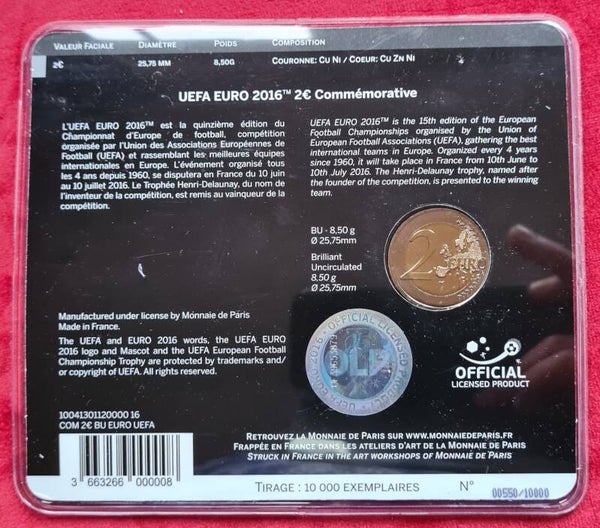 Valeur Faciale Diamètre Poids Composition
2€ 25,75 MM 8,50G Couronne: Cu Ni / Coeur: Cu Zn Ni
UEFA EURO 2016™ 2€ Commémorative
L'UEFA EURO 2016™ est la quinzième édition du
Championnat d'Europe de football, compétition
organisée par l'Union des Associations Européennes de
Football (UEFA) et rassemblant les meilleures équipes
internationales en Europe. L'événement organisé tous
les 4 ans depuis 1960, se disputera en France du 10 juin
au 10 juillet 2016. Le Trophée Henri-Delaunay, du nom de
l'inventeur de la compétition, est remis au vainqueur de la
compétition.
UEFA EURO 2016™ is the 15th edition of the European
Football Championships organised by the Union of
European Football Associations (UEFA), gathering the best
international teams in Europe. Organized every 4 years
since 1960, it will take place in France from 10th June to
10th July 2016. The Henri-Delaunay trophy, named after
the founder of the competition, is presented to the winning
team.
BU - 8,50 g
Ø 25,75mm
Brilliant
Uncirculated
8.50 g
Ø 25,75mm
2 EURO
Manufactured under license by Monnaie de Paris
Made in France.
The UEFA and EURO 2016 words, the UEFA EURO
2016 logo and Mascot and the UEFA European Football
Championship Trophy are protected by trademarks and/
or copyright of UEFA. All rights reserved.
OFFICIAL LICENSED
OFFICIAL
LICENSED PRODUCT
10041301120000 16
COM 2€ BU EURO UEFA
3 663266 000008
Retrouvez la Monnaie de Paris sur www.monnaiedeparis.fr
Frappée en France dans les ateliers d'art de la Monnaie de Paris
Struck in France in the art workshops of Monnaie de Paris
Tirage : 10 000 exemplaires N° 00550/10000